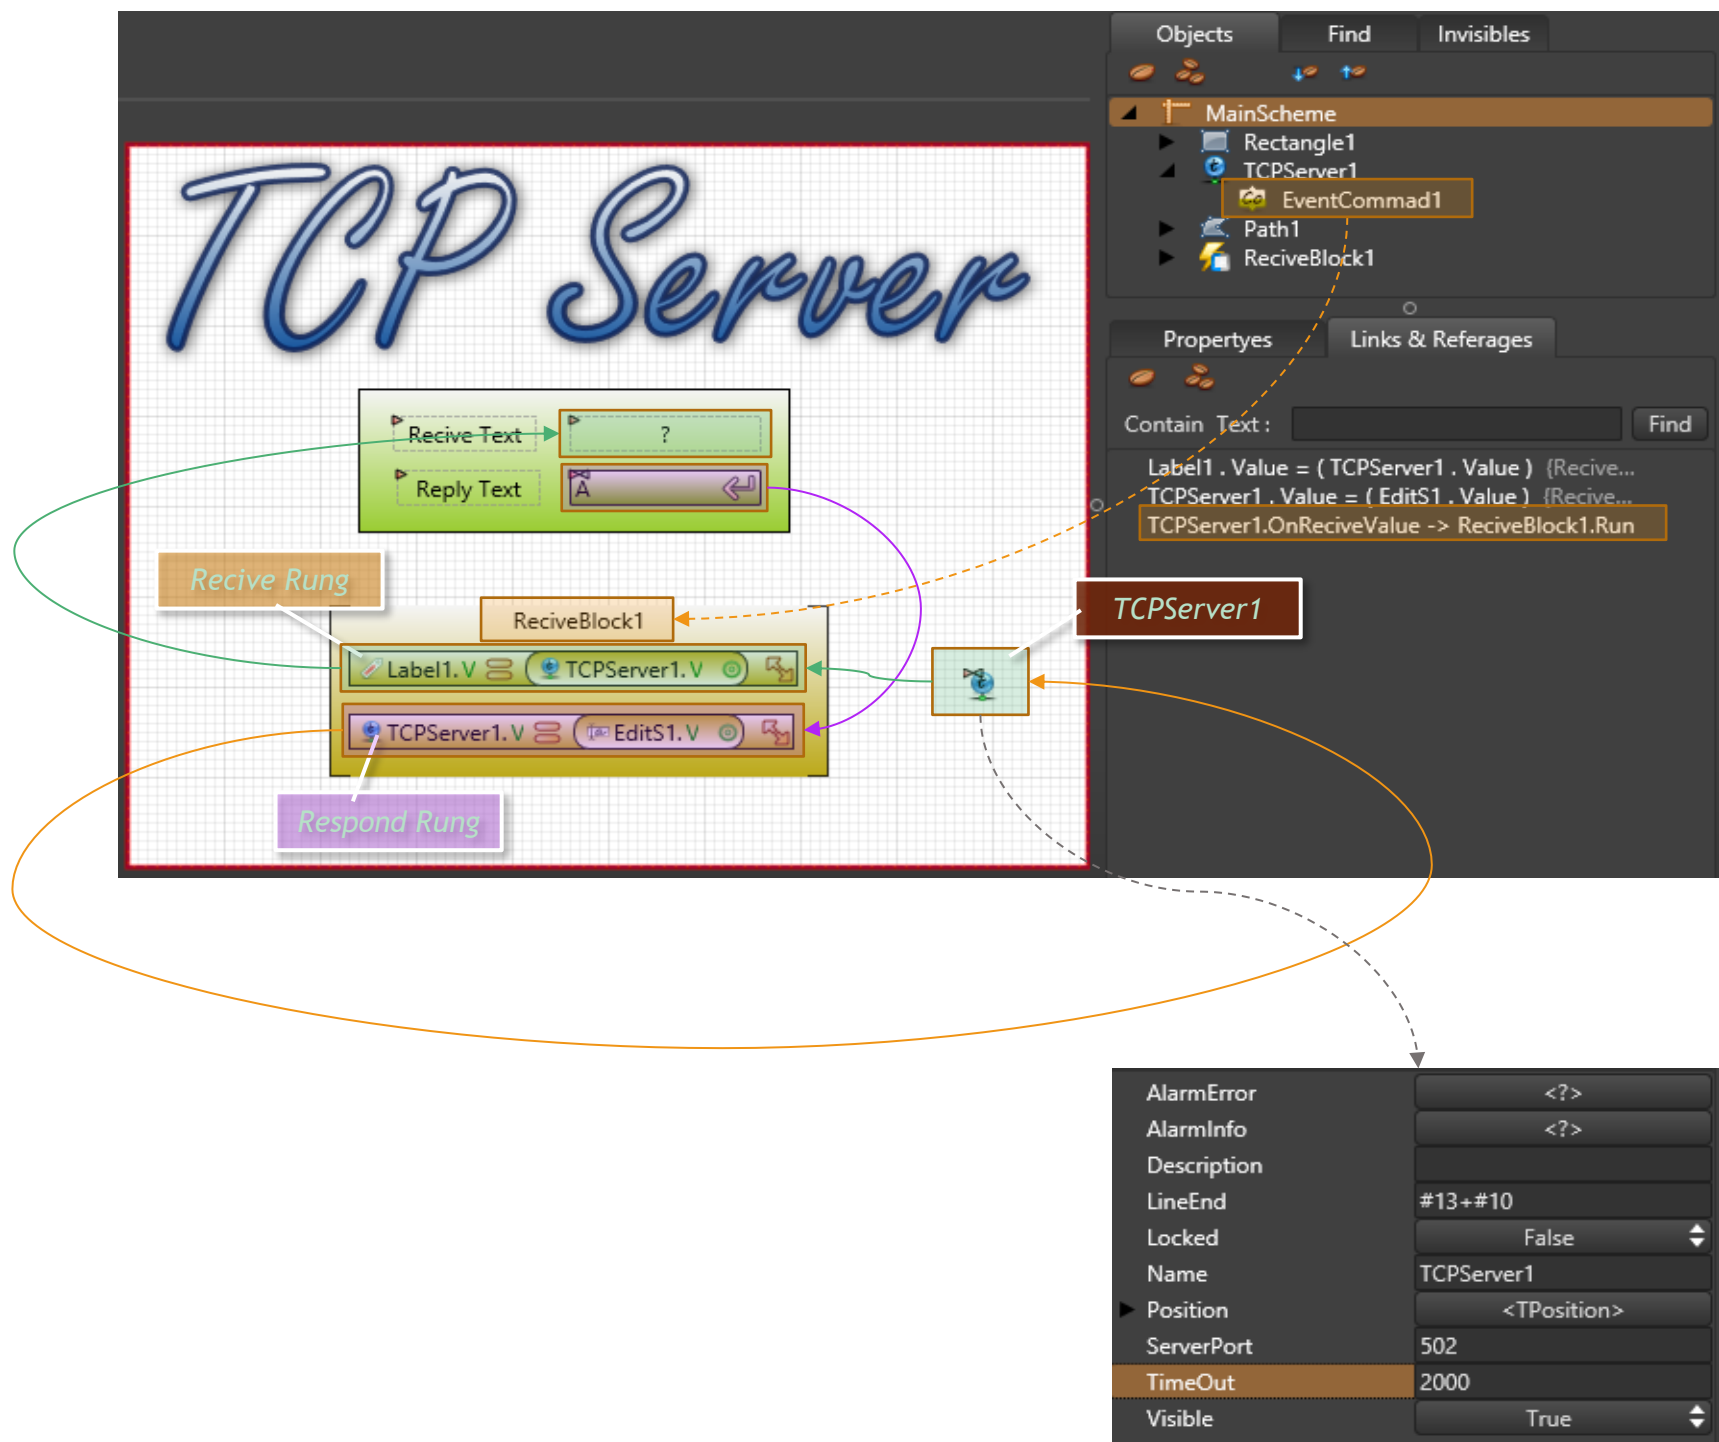 Objects Find Invisibles
MainScheme
Rectangle1
TCPServer1
EventCommad1
Path1
ReciveBlock1
TCP Server
Propertyes Links & Referages
Contain Text : Find
Label1 . Value = ( TCPServer1 . Value ) {Recive...
TCPServer1 . Value = ( EditS1 . Value ) {Recive...
TCPServer1.OnReciveValue -> ReciveBlock1.Run
Recive Text ?
Reply Text A
Recive Rung
TCPServer1
ReciveBlock1
Label1. V TCPServer1. V
TCPServer1. V EditS1. V
Respond Rung
AlarmError <?>
AlarmInfo <?>
Description
LineEnd #13+#10
Locked False
Name TCPServer1
Position <TPosition>
ServerPort 502
TimeOut 2000
Visible True